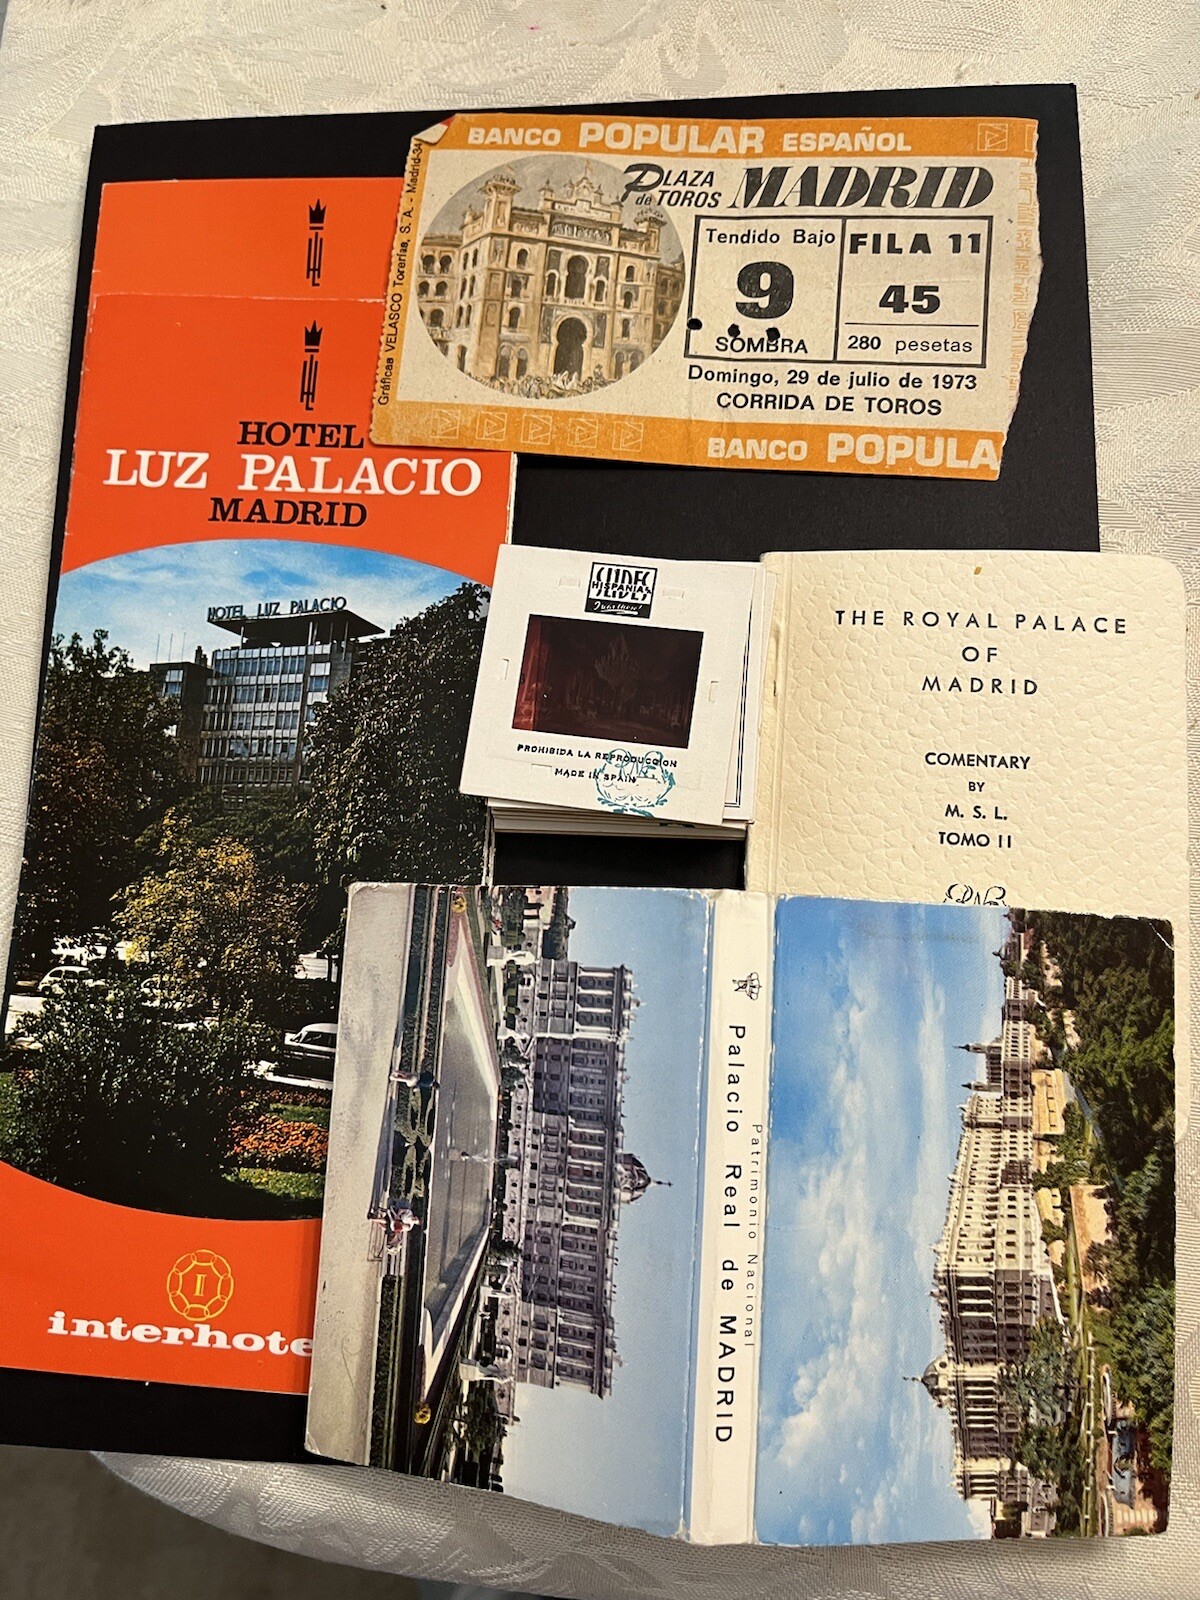 BANCO POPULAR ESPAÑOL
PLAZA de TOROS MADRID
Tendido Bajo
9
SOMBRA
FILA 11
45
280 pesetas
Domingo, 29 de julio de 1973
CORRIDA DE TOROS
BANCO POPULA
Gráficas VELASCO Torerías, S. A. - Madrid-34
HOTEL
LUZ PALACIO
MADRID
HOTEL LUZ PALACIO
I
interhote
SLIDES
HISPANIA
PROHIBIDA LA REPRODUCCION
MADE IN SPAIN
THE ROYAL PALACE
OF
MADRID
COMENTARY
BY
M. S. L.
TOMO II
Patrimonio Nacional
Palacio Real de MADRID